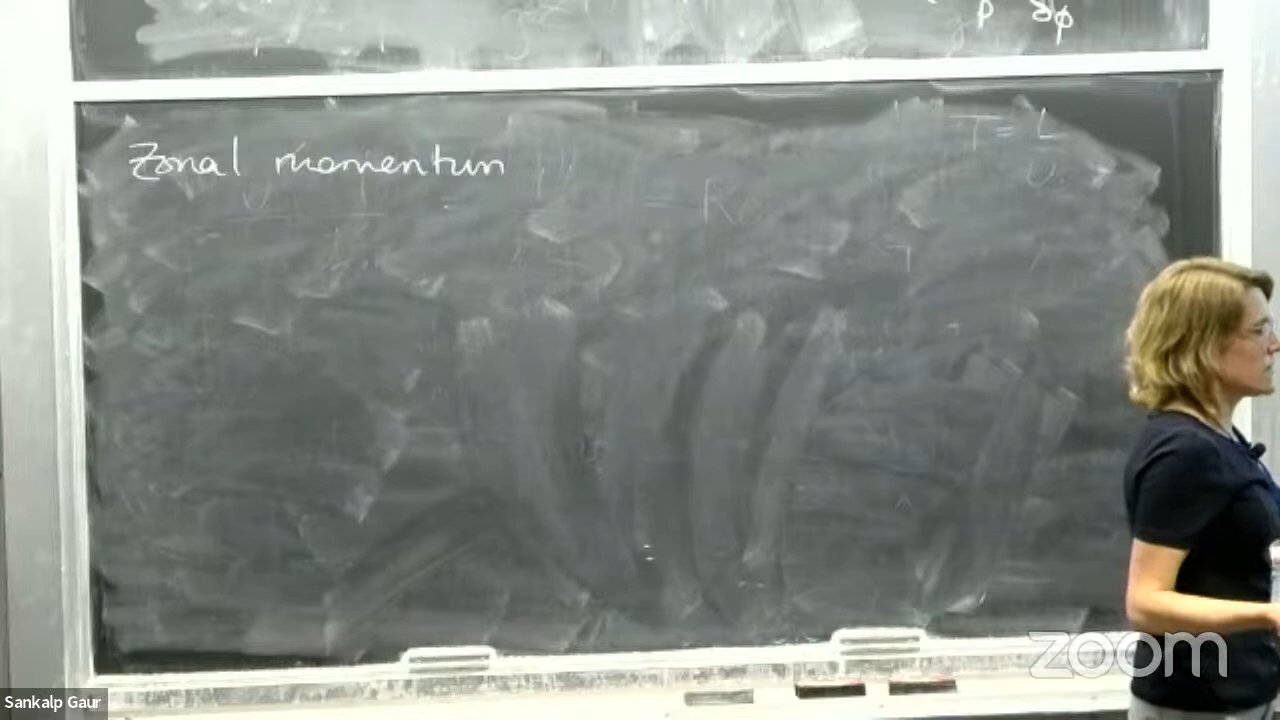 ρ ∂φ
T = L
Zonal momentum
U
= R
zoom
Sankalp Gaur